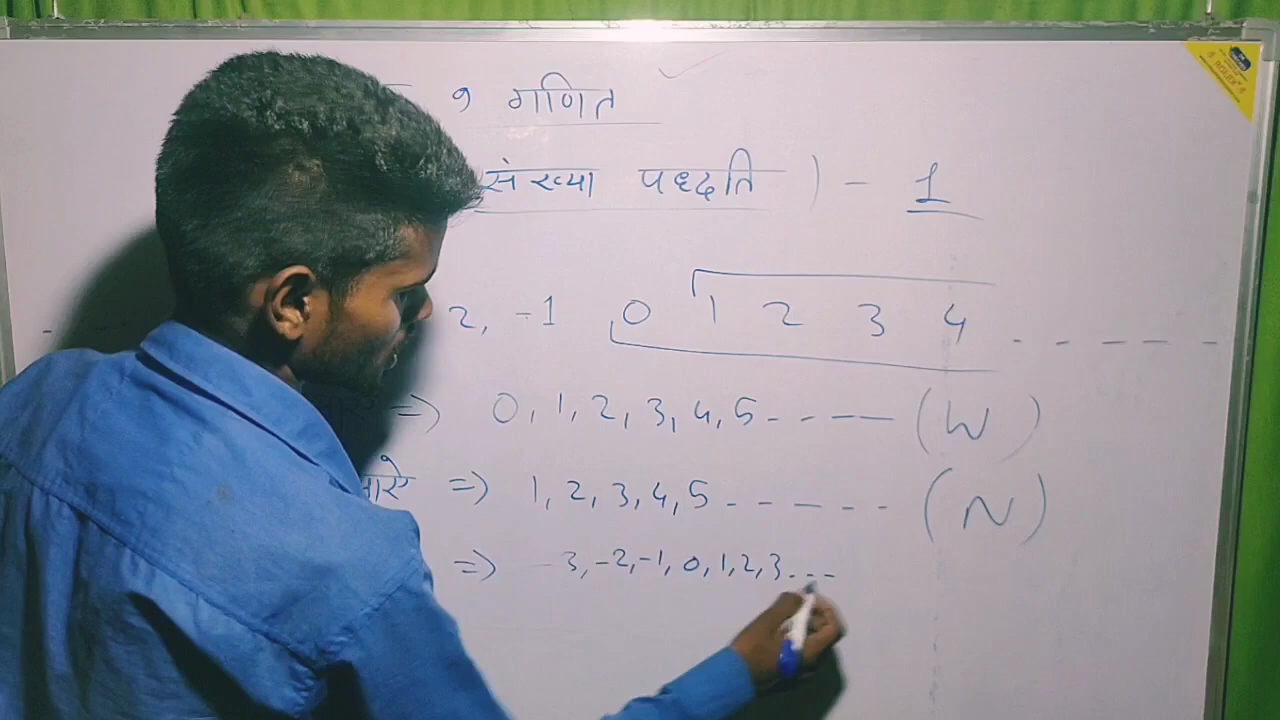 १ गणित
संख्या पध्दति ) - 1
2, -1 0 1 2 3 4 - - - - -
=> 0, 1, 2, 3, 4, 5 - - - - (W)
=> 1, 2, 3, 4, 5 - - - - - (N)
=> -3, -2, -1, 0, 1, 2, 3 - - -